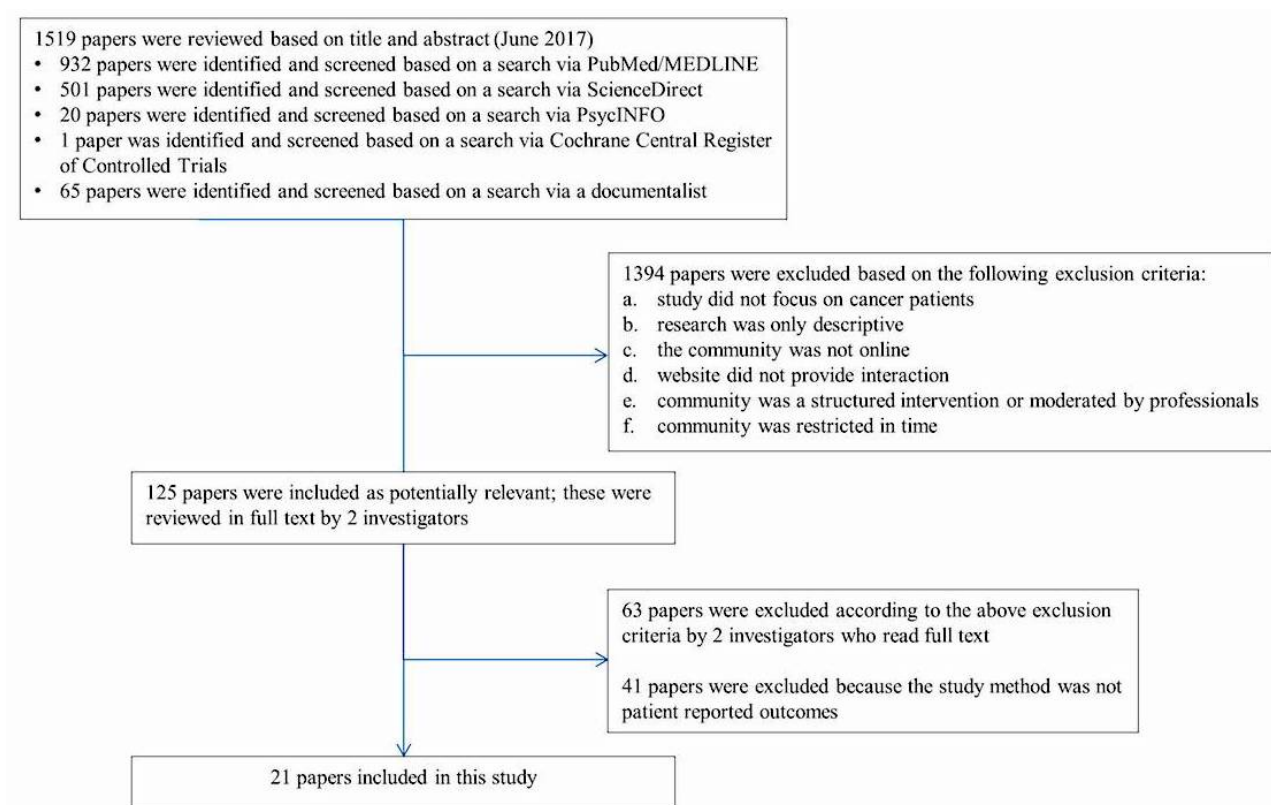 1519 papers were reviewed based on title and abstract (June 2017)
• 932 papers were identified and screened based on a search via PubMed/MEDLINE
• 501 papers were identified and screened based on a search via ScienceDirect
• 20 papers were identified and screened based on a search via PsycINFO
• 1 paper was identified and screened based on a search via Cochrane Central Register
of Controlled Trials
• 65 papers were identified and screened based on a search via a documentalist
1394 papers were excluded based on the following exclusion criteria:
a. study did not focus on cancer patients
b. research was only descriptive
c. the community was not online
d. website did not provide interaction
e. community was a structured intervention or moderated by professionals
f. community was restricted in time
125 papers were included as potentially relevant; these were
reviewed in full text by 2 investigators
63 papers were excluded according to the above exclusion
criteria by 2 investigators who read full text
41 papers were excluded because the study method was not
patient reported outcomes
21 papers included in this study